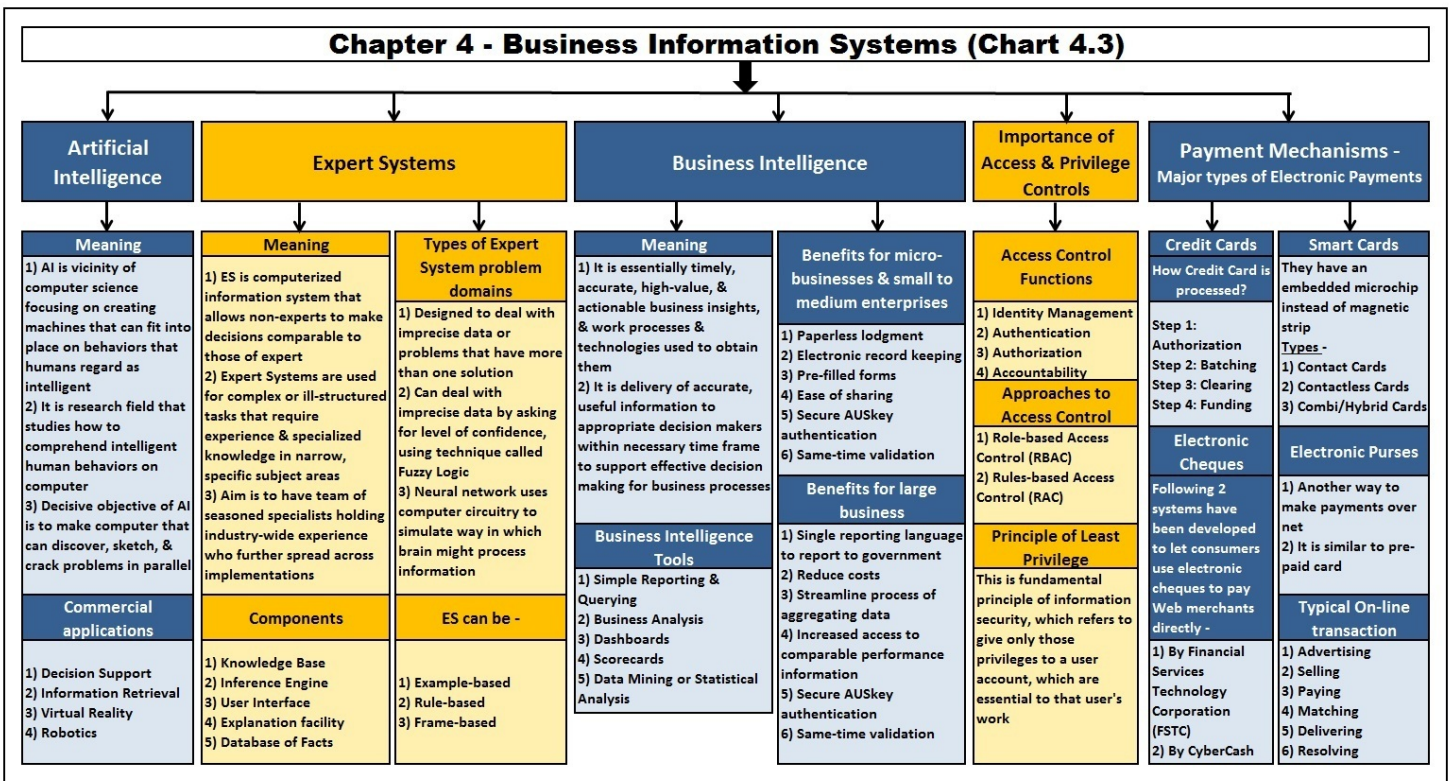 Chapter 4 - Business Information Systems (Chart 4.3)
Artificial
Intelligence
Meaning
1) AI is vicinity of
computer science
focusing on creating
machines that can fit into
place on behaviors that
humans regard as
intelligent
2) It is research field that
studies how to
comprehend intelligent
human behaviors on
computer
3) Decisive objective of AI
is to make computer that
can discover, sketch, &
crack problems in parallel
Commercial
applications
1) Decision Support
2) Information Retrieval
3) Virtual Reality
4) Robotics
Expert Systems
Meaning
1) ES is computerized
information system that
allows non-experts to make
decisions comparable to
those of expert
2) Expert Systems are used
for complex or ill-structured
tasks that require
experience & specialized
knowledge in narrow,
specific subject areas
3) Aim is to have team of
seasoned specialists holding
industry-wide experience
who further spread across
implementations
Components
1) Knowledge Base
2) Inference Engine
3) User Interface
4) Explanation facility
5) Database of Facts
Types of Expert
System problem
domains
1) Designed to deal with
imprecise data or
problems that have more
than one solution
2) Can deal with
imprecise data by asking
for level of confidence,
using technique called
Fuzzy Logic
3) Neural network uses
computer circuitry to
simulate way in which
brain might process
information
ES can be -
1) Example-based
2) Rule-based
3) Frame-based
Business Intelligence
Meaning
1) It is essentially timely,
accurate, high-value, &
actionable business insights,
& work processes &
technologies used to obtain
them
2) It is delivery of accurate,
useful information to
appropriate decision makers
within necessary time frame
to support effective decision
making for business processes
Business Intelligence
Tools
1) Simple Reporting &
Querying
2) Business Analysis
3) Dashboards
4) Scorecards
5) Data Mining or Statistical
Analysis
Benefits for micro-
businesses & small to
medium enterprises
1) Paperless lodgment
2) Electronic record keeping
3) Pre-filled forms
4) Ease of sharing
5) Secure AUSkey
authentication
6) Same-time validation
Benefits for large
business
1) Single reporting language
to report to government
2) Reduce costs
3) Streamline process of
aggregating data
4) Increased access to
comparable performance
information
5) Secure AUSkey
authentication
6) Same-time validation
Importance of
Access & Privilege
Controls
Access Control
Functions
1) Identity Management
2) Authentication
3) Authorization
4) Accountability
Approaches to
Access Control
1) Role-based Access
Control (RBAC)
2) Rules-based Access
Control (RAC)
Principle of Least
Privilege
This is fundamental
principle of information
security, which refers to
give only those
privileges to a user
account, which are
essential to that user's
work
Payment Mechanisms -
Major types of Electronic Payments
Credit Cards
How Credit Card is
processed?
Step 1:
Authorization
Step 2: Batching
Step 3: Clearing
Step 4: Funding
Electronic
Cheques
Following 2
systems have
been developed
to let consumers
use electronic
cheques to pay
Web merchants
directly -
1) By Financial
Services
Technology
Corporation
(FSTC)
2) By CyberCash
Smart Cards
They have an
embedded microchip
instead of magnetic
strip
Types -
1) Contact Cards
2) Contactless Cards
3) Combi/Hybrid Cards
Electronic Purses
1) Another way to
make payments over
net
2) It is similar to pre-
paid card
Typical On-line
transaction
1) Advertising
2) Selling
3) Paying
4) Matching
5) Delivering
6) Resolving